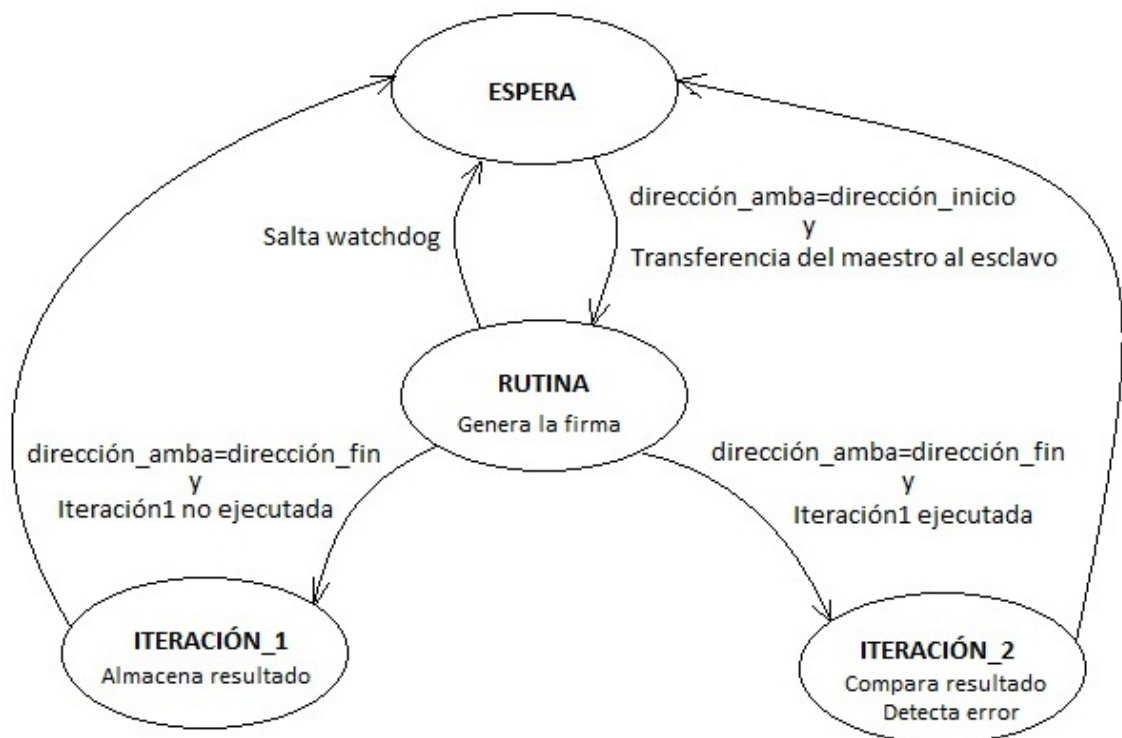 ESPERA
dirección_amba=dirección_inicio
y
Transferencia del maestro al esclavo
Salta watchdog
RUTINA
Genera la firma
dirección_amba=dirección_fin
y
Iteración1 no ejecutada
dirección_amba=dirección_fin
y
Iteración1 ejecutada
ITERACIÓN_1
Almacena resultado
ITERACIÓN_2
Compara resultado
Detecta error